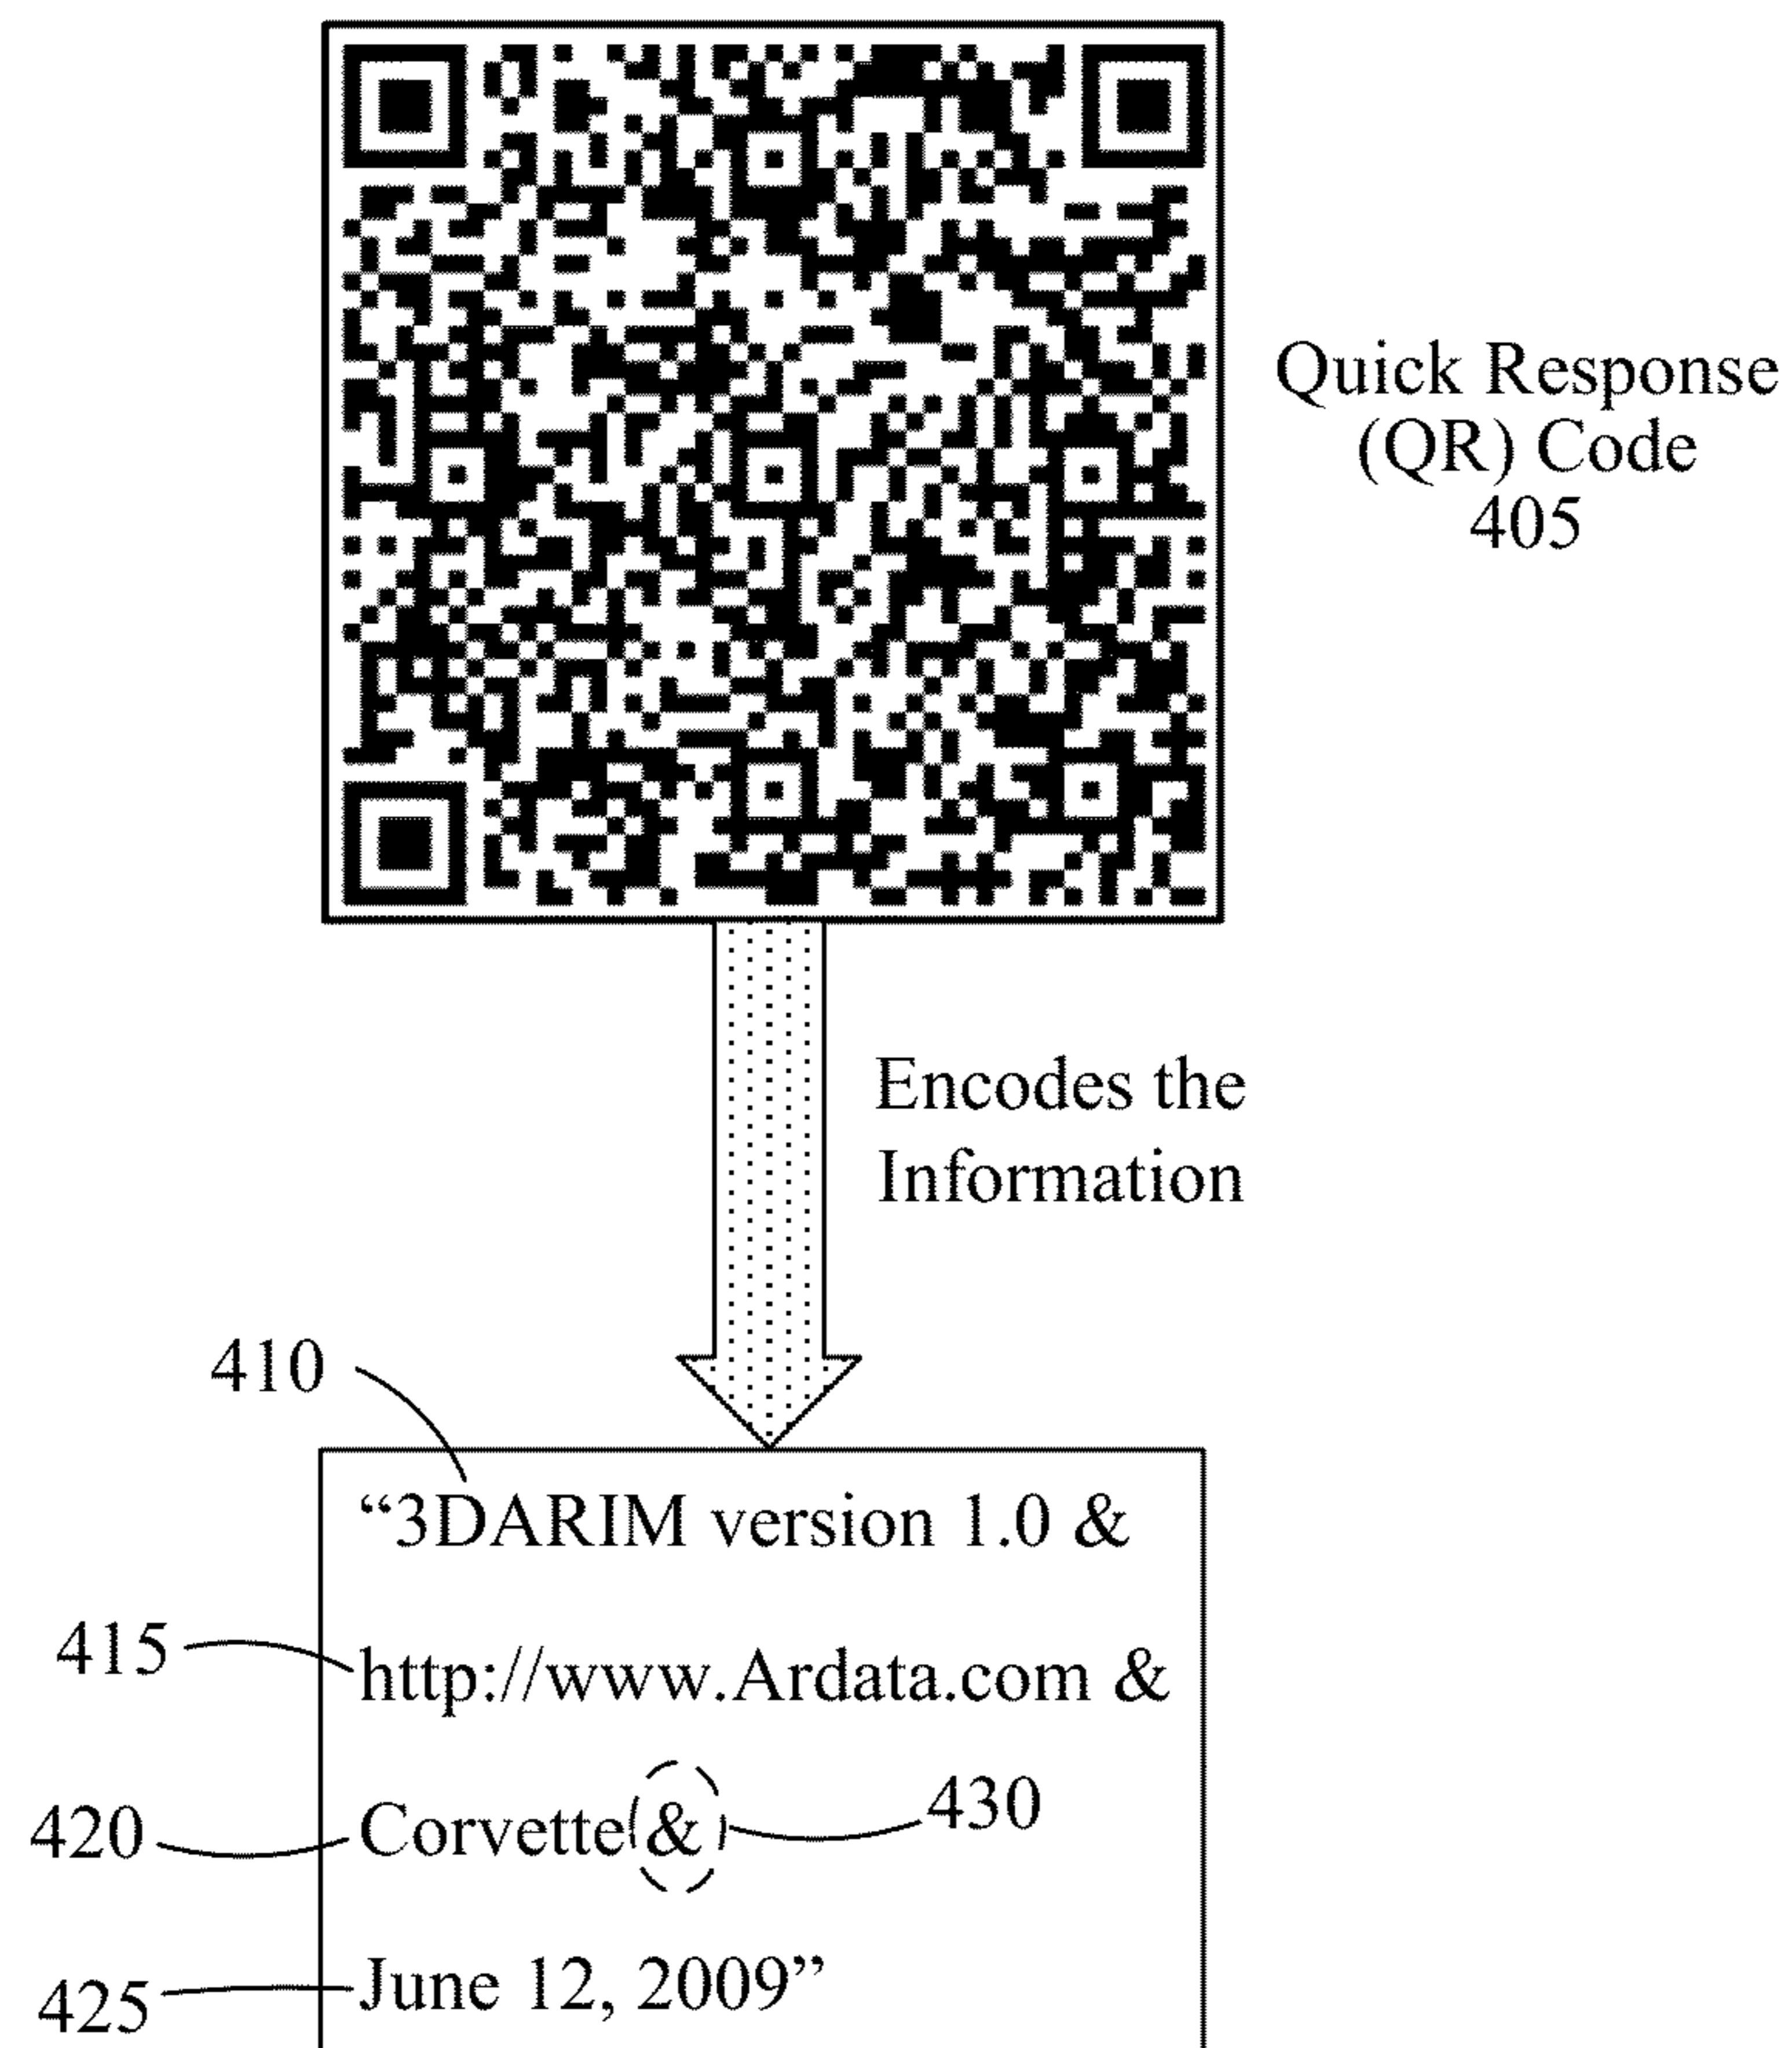 Quick Response
(QR) Code
405
Encodes the
Information
410
“3DARIM version 1.0 &
415
http://www.Ardata.com &
420
Corvette &
430
425
June 12, 2009”